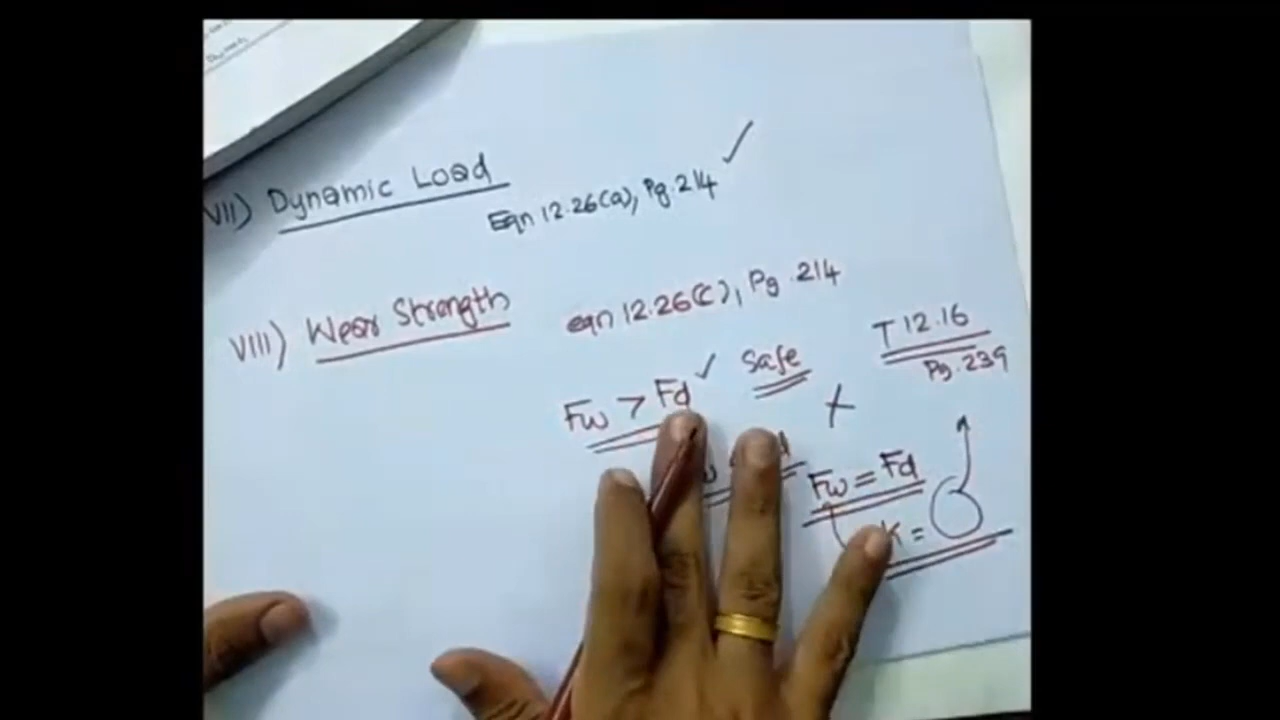 VII) Dynamic Load
Eqn 12.26(a), Pg.214 ✓
VIII) Wear Strength
eqn 12.26(c), Pg.214
T 12.16
Pg.239
Fw > Fd ✓ Safe
Fw = Fd
K =